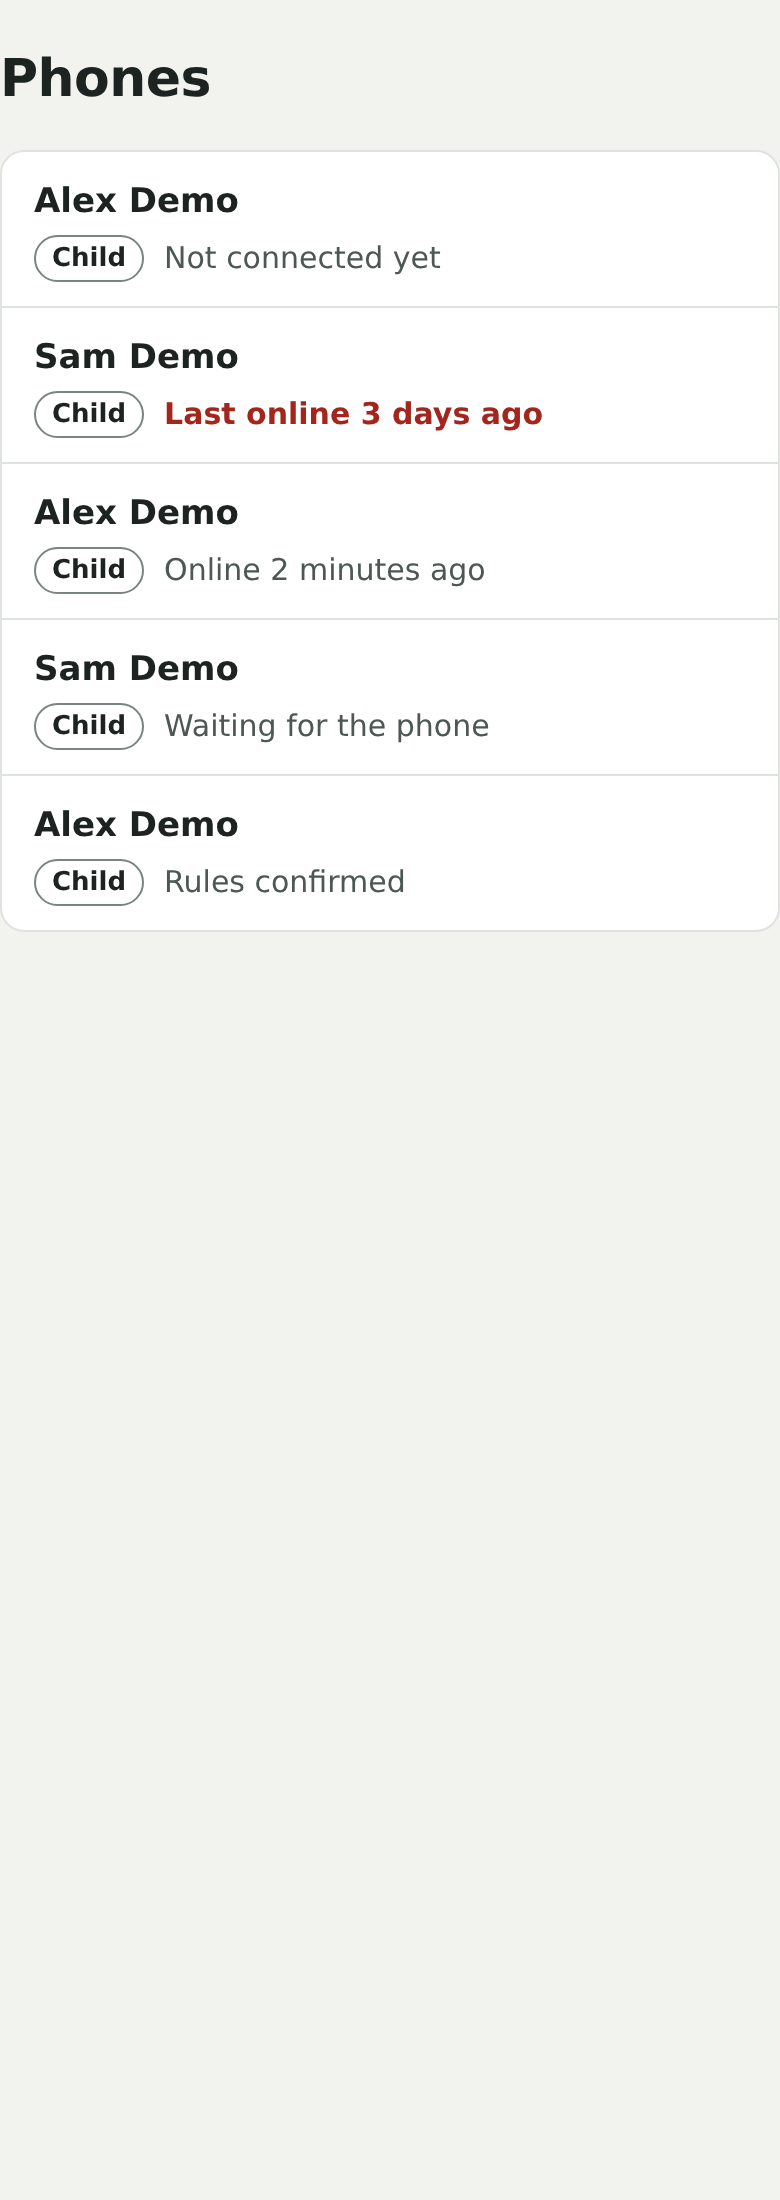 Phones
Alex Demo
Child Not connected yet
Sam Demo
Child Last online 3 days ago
Alex Demo
Child Online 2 minutes ago
Sam Demo
Child Waiting for the phone
Alex Demo
Child Rules confirmed